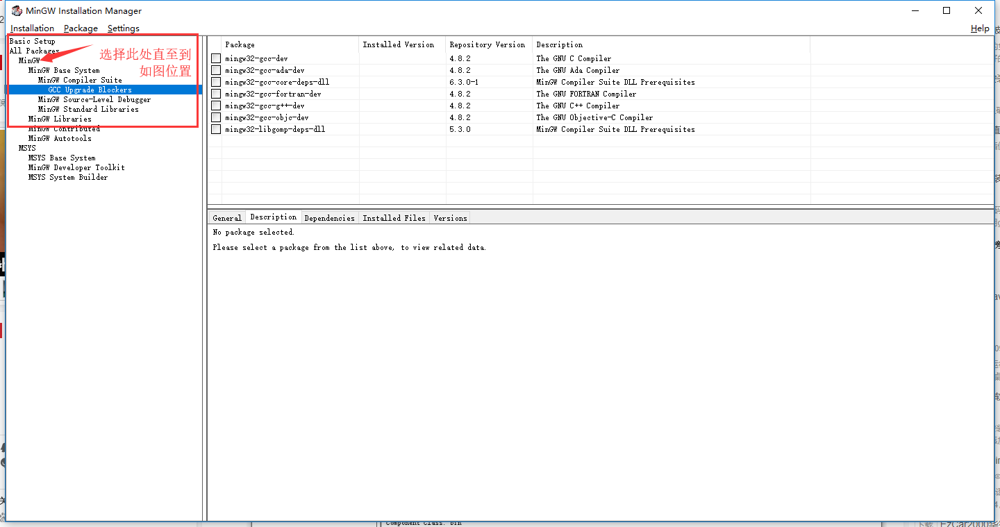 MinGW Installation Manager
Installation Package Settings Help
Basic Setup
All Packages
MinGW
MinGW Base System
MinGW Compiler Suite
GCC Upgrade Blockers
MinGW Source-Level Debugger
MinGW Standard Libraries
MinGW Libraries
MinGW Contributed
MinGW Autotools
MSYS
MSYS Base System
MinGW Developer Toolkit
MSYS System Builder
选择此处直至到
如图位置
Package Installed Version Repository Version Description
mingw32-gcc-dev 4.8.2 The GNU C Compiler
mingw32-gcc-ada-dev 4.8.2 The GNU Ada Compiler
mingw32-gcc-core-deps-dll 6.3.0-1 MinGW Compiler Suite DLL Prerequisites
mingw32-gcc-fortran-dev 4.8.2 The GNU FORTRAN Compiler
mingw32-gcc-g++-dev 4.8.2 The GNU C++ Compiler
mingw32-gcc-objc-dev 4.8.2 The GNU Objective-C Compiler
mingw32-libgomp-deps-dll 5.3.0 MinGW Compiler Suite DLL Prerequisites
General Description Dependencies Installed Files Versions
No package selected.
Please select a package from the list above, to view related data.
Component Class: bin